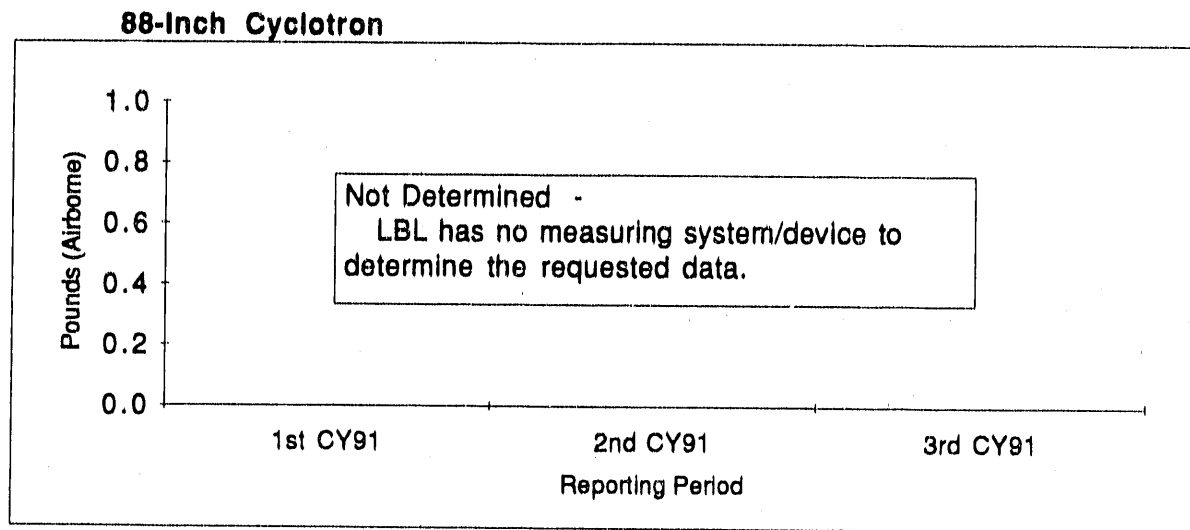 88-Inch Cyclotron
1.0
0.8
0.6
0.4
0.2
0.0
Pounds (Airborne)
Not Determined -
LBL has no measuring system/device to
determine the requested data.
1st CY91
2nd CY91
3rd CY91
Reporting Period